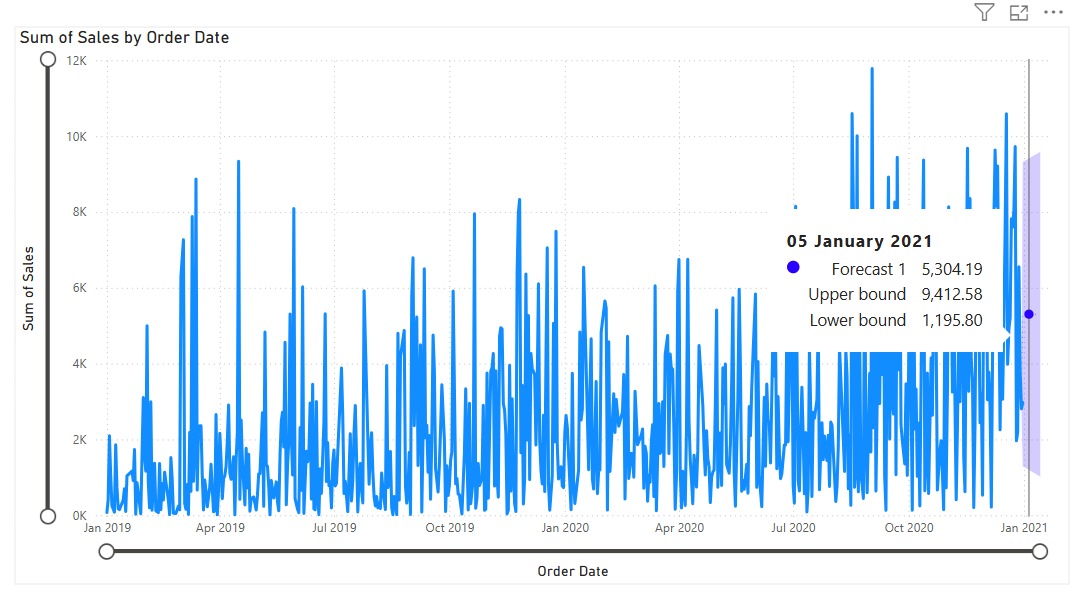 Sum of Sales by Order Date
12K
10K
8K
6K
4K
2K
0K
Sum of Sales
05 January 2021
Forecast 1 5,304.19
Upper bound 9,412.58
Lower bound 1,195.80
Jan 2019 Apr 2019 Jul 2019 Oct 2019 Jan 2020 Apr 2020 Jul 2020 Oct 2020 Jan 2021
Order Date